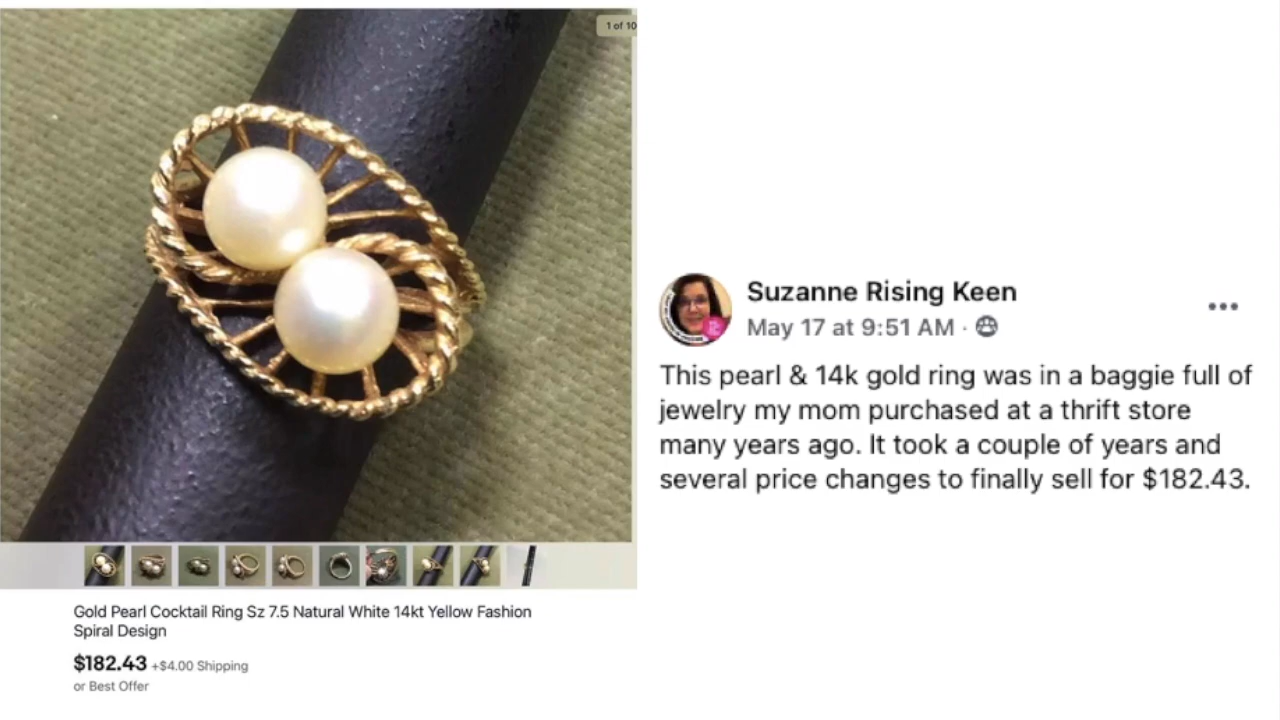 1 of 10
Gold Pearl Cocktail Ring Sz 7.5 Natural White 14kt Yellow Fashion
Spiral Design
$182.43 +$4.00 Shipping
or Best Offer
Suzanne Rising Keen
May 17 at 9:51 AM ·
This pearl & 14k gold ring was in a baggie full of
jewelry my mom purchased at a thrift store
many years ago. It took a couple of years and
several price changes to finally sell for $182.43.